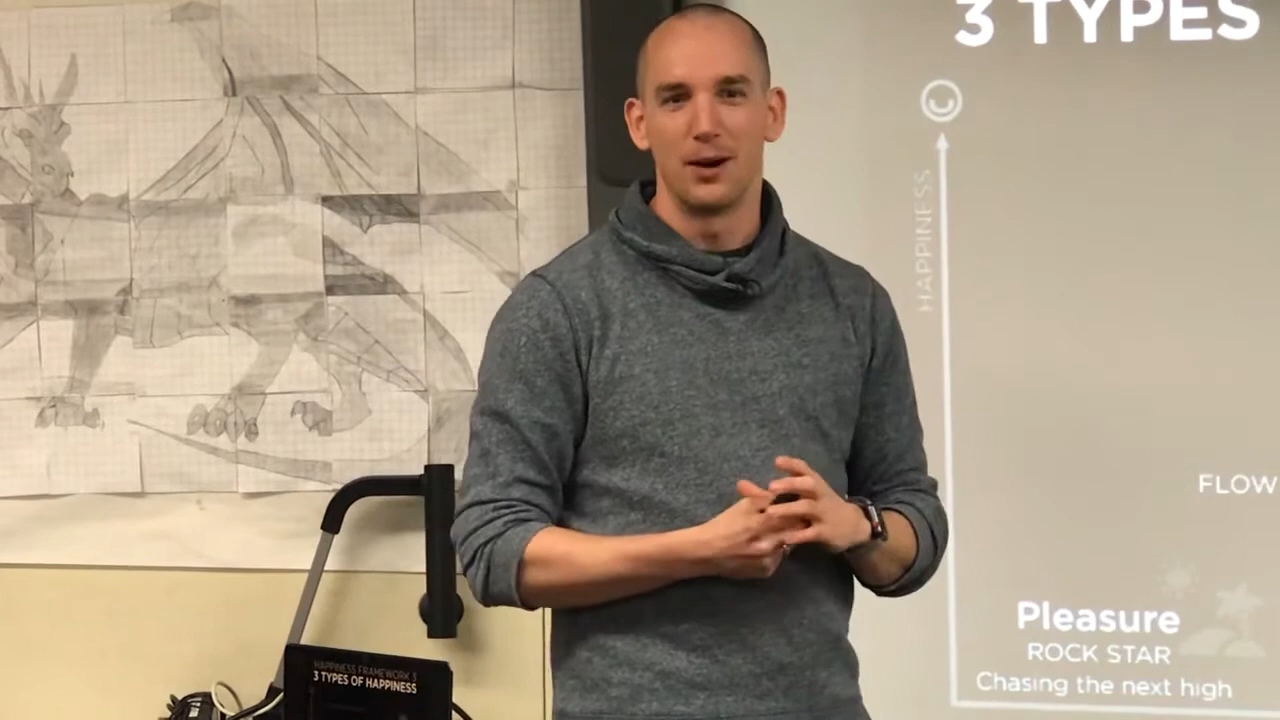 3 TYPES
HAPPINESS
FLOW
Pleasure
ROCK STAR
Chasing the next high
HAPPINESS FRAMEWORK 3
3 TYPES OF HAPPINESS